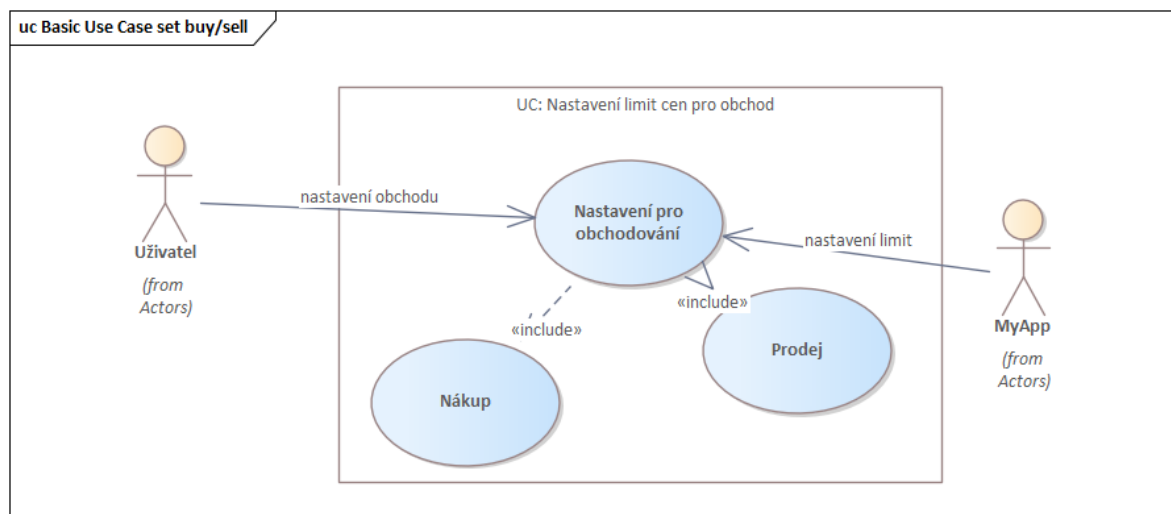 uc Basic Use Case set buy/sell
UC: Nastavení limit cen pro obchod
nastavení obchodu
Nastavení pro
obchodování
nastavení limit
Uživatel
(from
Actors)
«include»
«include»
MyApp
(from
Actors)
Prodej
Nákup